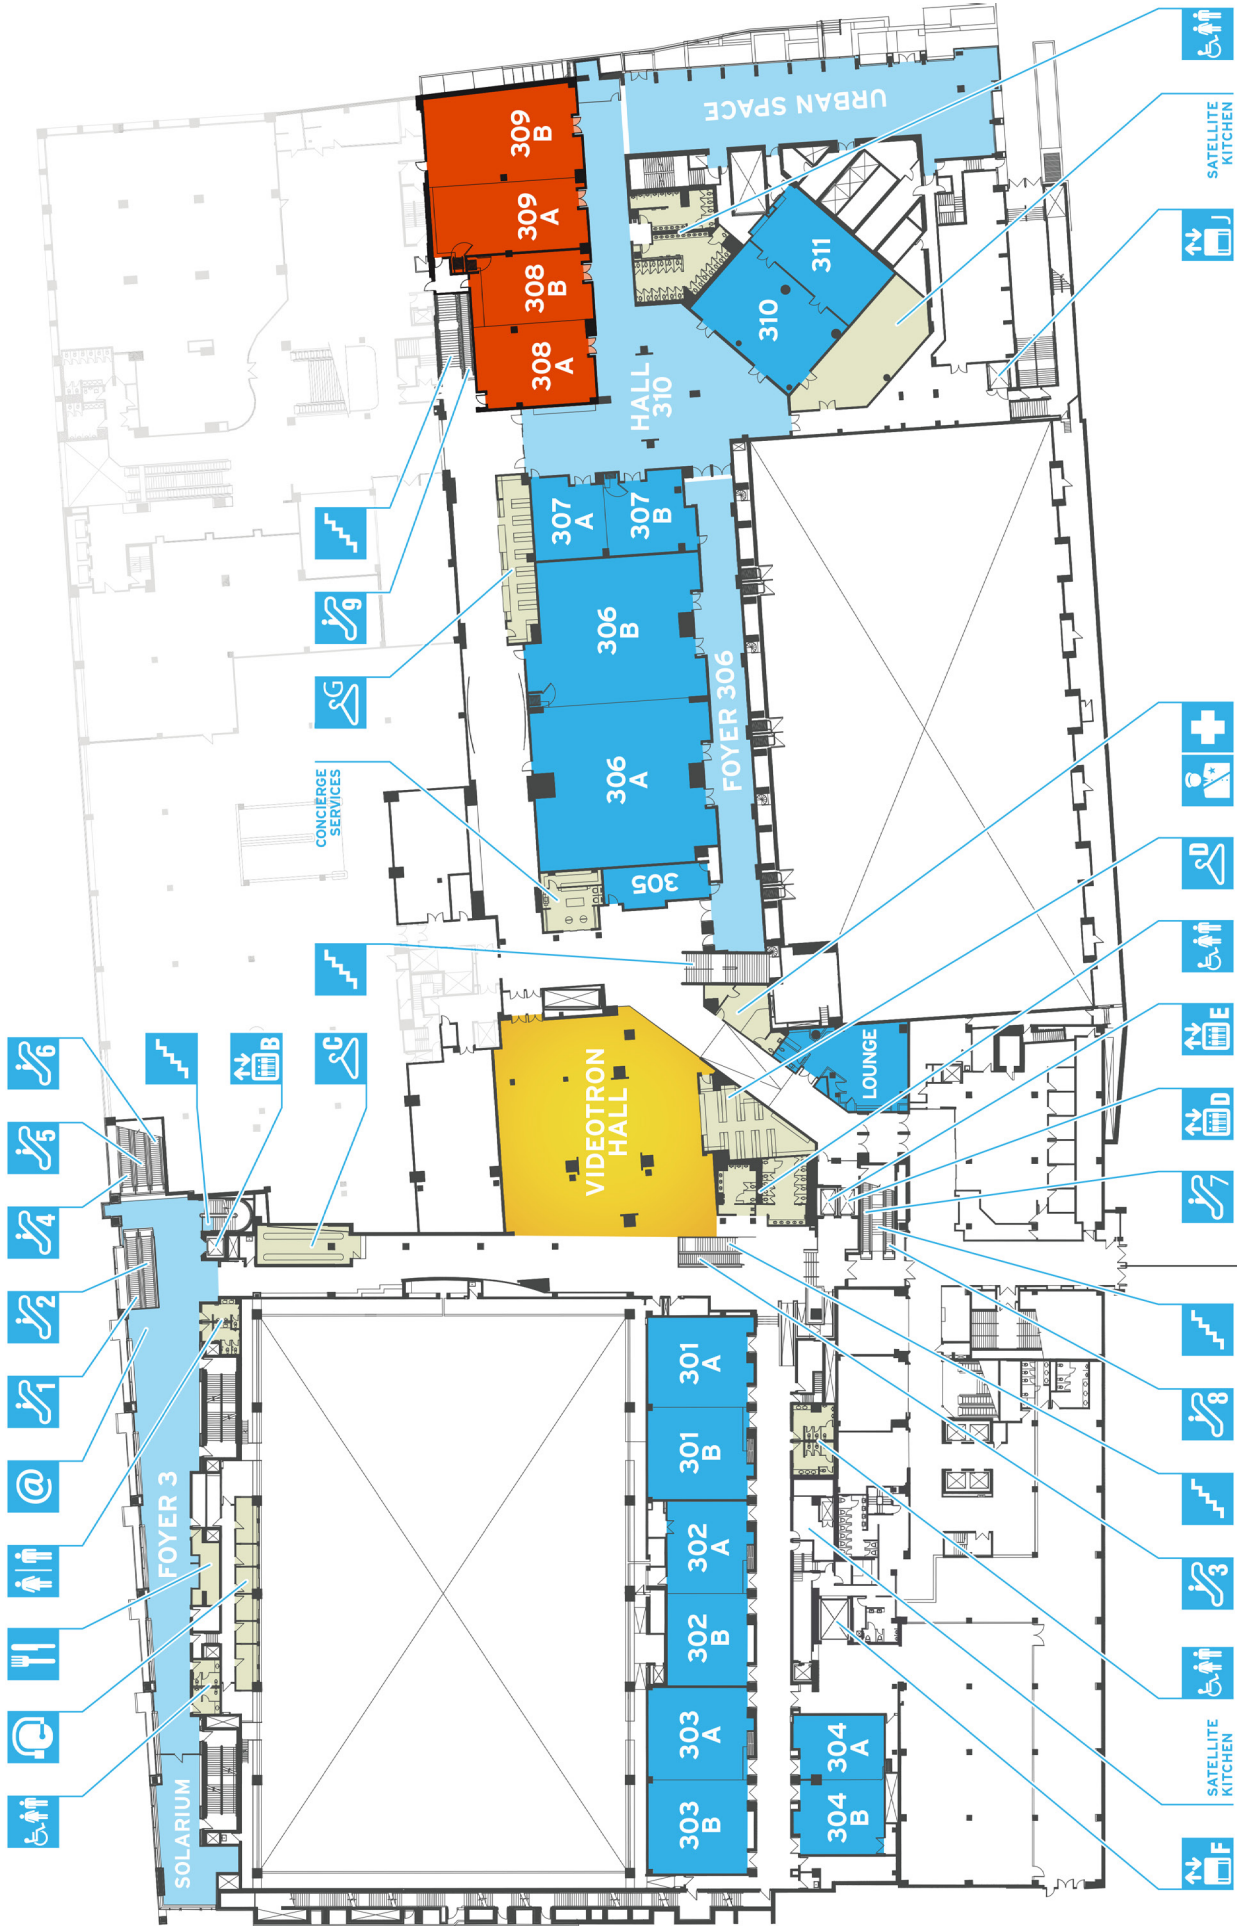 6
5
4
2
1
@
B
C
CONCIERGE
SERVICES
G
9
FOYER 3
SOLARIUM
VIDEOTRON
HALL
309
B
309
A
308
B
308
A
HALL
310
URBAN SPACE
311
310
307
A
307
B
306
B
306
A
305
FOYER 306
LOUNGE
301
A
301
B
302
A
302
B
303
A
303
B
304
A
304
B
SATELLITE
KITCHEN
J
D
E
D
7
8
3
SATELLITE
KITCHEN
F